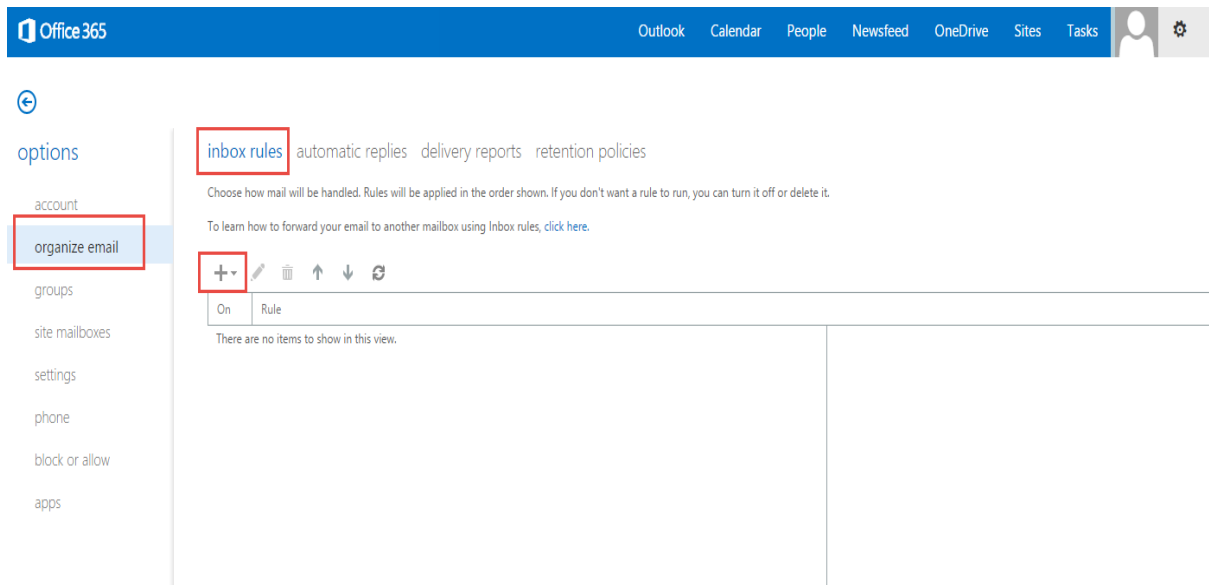 Office 365
Outlook Calendar People Newsfeed OneDrive Sites Tasks
options
account
organize email
groups
site mailboxes
settings
phone
block or allow
apps
inbox rules automatic replies delivery reports retention policies
Choose how mail will be handled. Rules will be applied in the order shown. If you don't want a rule to run, you can turn it off or delete it.
To learn how to forward your email to another mailbox using Inbox rules, click here.
On Rule
There are no items to show in this view.